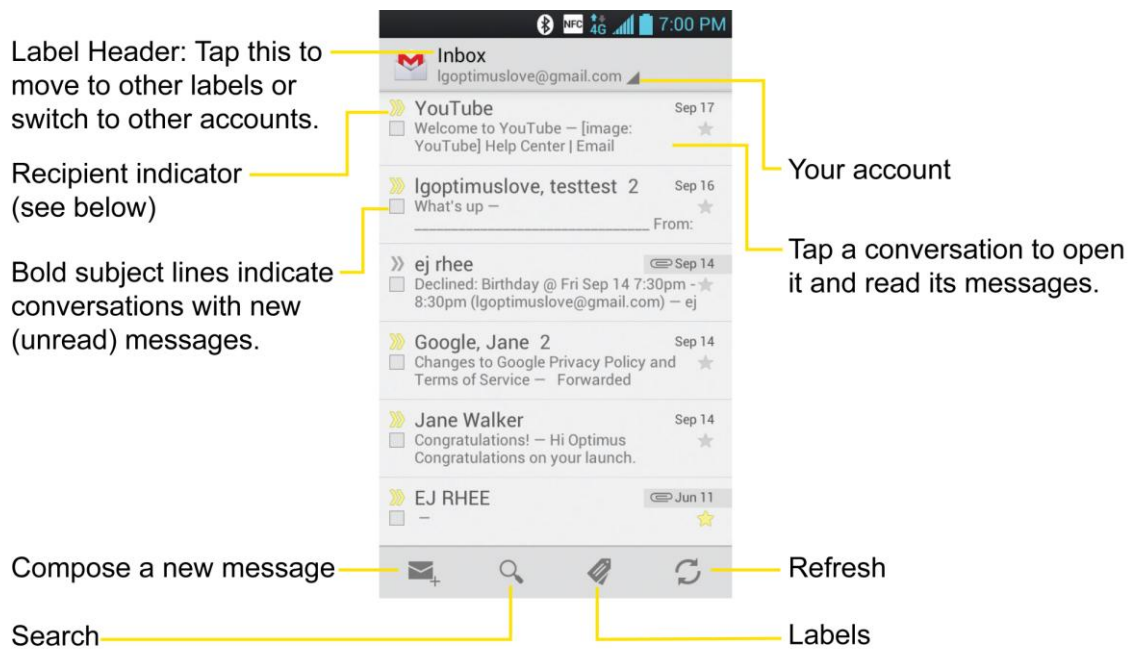 NFC 4G 7:00 PM
Label Header: Tap this to
move to other labels or
switch to other accounts.
Inbox
lgoptimuslove@gmail.com
YouTube Sep 17
Welcome to YouTube – [image:
YouTube] Help Center | Email
Recipient indicator
(see below)
Your account
lgoptimuslove, testtest 2 Sep 16
What's up –
______________________________ From:
Tap a conversation to open
it and read its messages.
Bold subject lines indicate
conversations with new
(unread) messages.
ej rhee Sep 14
Declined: Birthday @ Fri Sep 14 7:30pm -
8:30pm (lgoptimuslove@gmail.com) – ej
Google, Jane 2 Sep 14
Changes to Google Privacy Policy and
Terms of Service – Forwarded
Jane Walker Sep 14
Congratulations! – Hi Optimus
Congratulations on your launch.
EJ RHEE Jun 11
–
Compose a new message
Refresh
Search
Labels